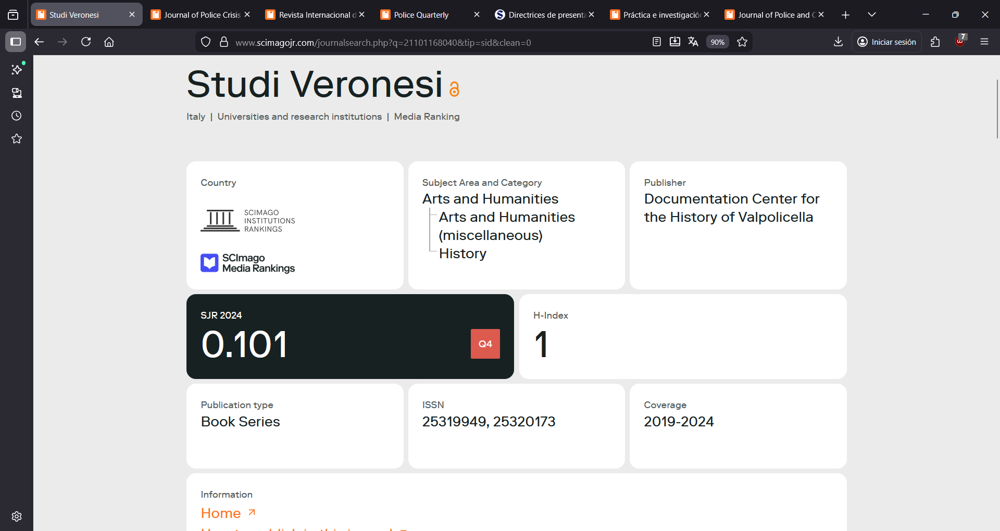 Studi Veronesi
Journal of Police Crisis
Revista Internacional d
Police Quarterly
Directrices de presenta
Práctica e investigación
Journal of Police and C
www.scimagojr.com/journalsearch.php?q=21101168040&tip=sid&clean=0
90%
Iniciar sesión
7
Studi Veronesi
Italy | Universities and research institutions | Media Ranking
Country
SCIMAGO
INSTITUTIONS
RANKINGS
SCImago
Media Rankings
Subject Area and Category
Arts and Humanities
Arts and Humanities
(miscellaneous)
History
Publisher
Documentation Center for
the History of Valpolicella
SJR 2024
0.101
Q4
H-Index
1
Publication type
Book Series
ISSN
25319949, 25320173
Coverage
2019-2024
Information
Home